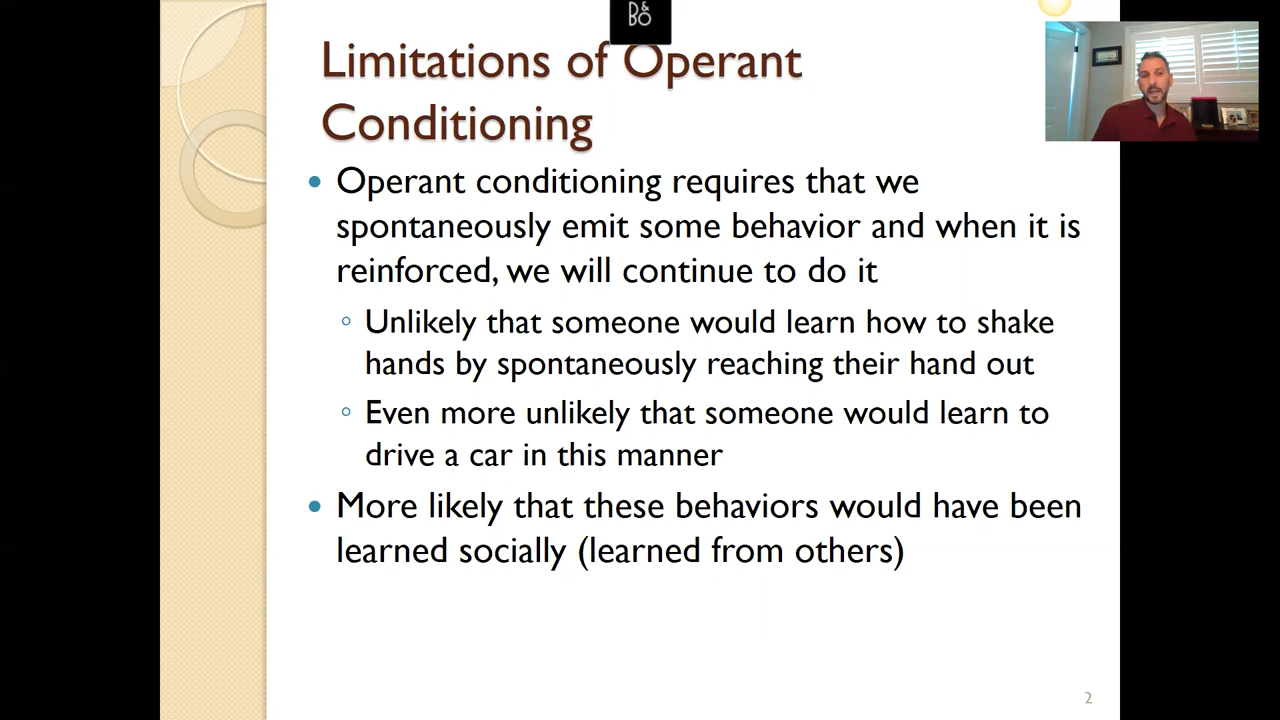 B&O
Limitations of Operant
Conditioning
• Operant conditioning requires that we
spontaneously emit some behavior and when it is
reinforced, we will continue to do it
◦ Unlikely that someone would learn how to shake
hands by spontaneously reaching their hand out
◦ Even more unlikely that someone would learn to
drive a car in this manner
• More likely that these behaviors would have been
learned socially (learned from others)
2